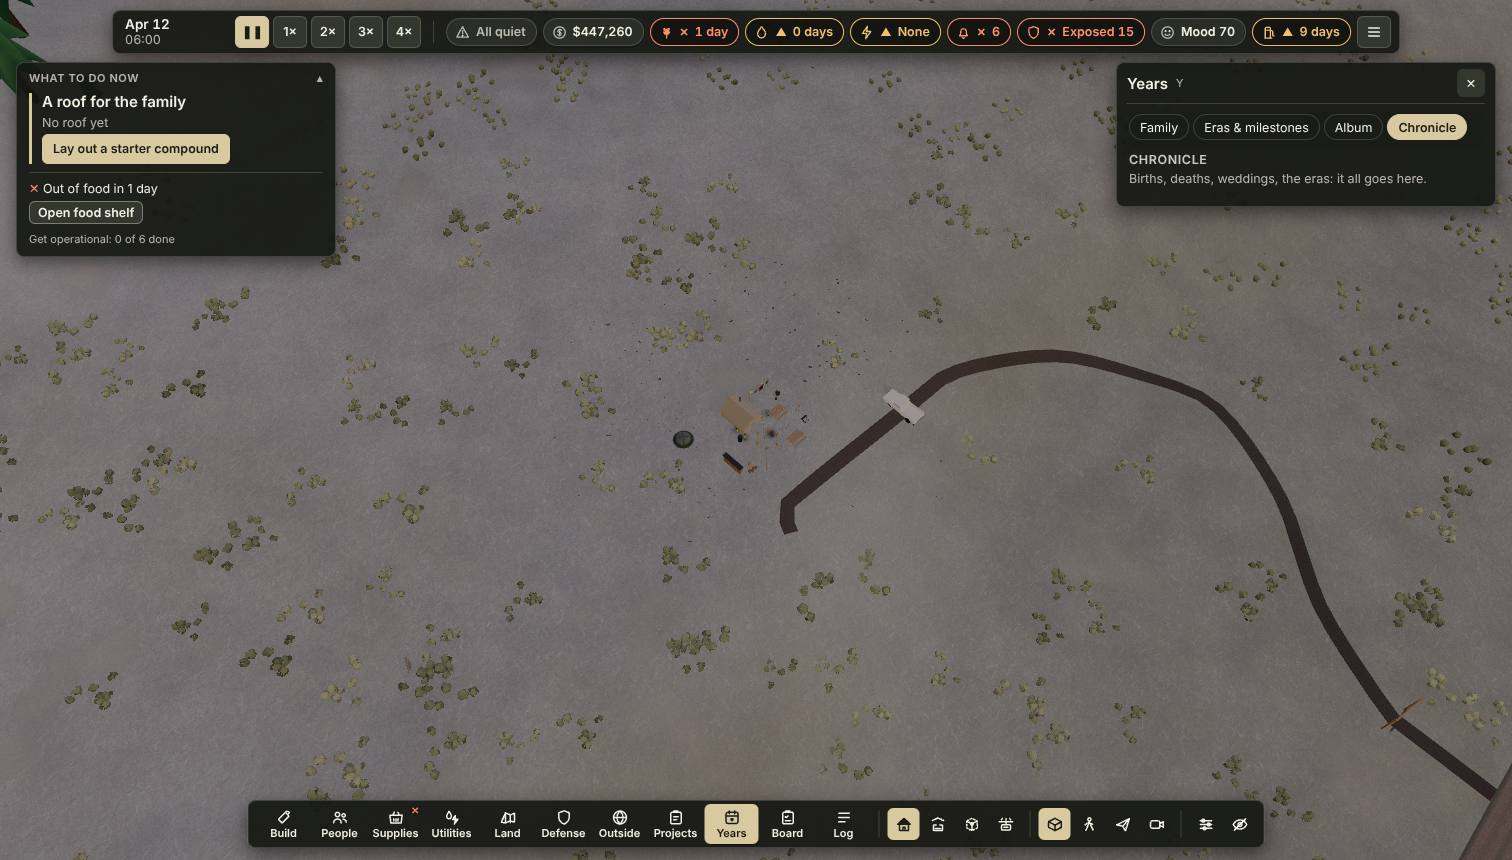 Apr 12
06:00
1×
2×
3×
4×
All quiet
$447,260
× 1 day
▲ 0 days
▲ None
× 6
× Exposed 15
Mood 70
▲ 9 days
WHAT TO DO NOW
A roof for the family
No roof yet
Lay out a starter compound
× Out of food in 1 day
Open food shelf
Get operational: 0 of 6 done
Years Y
Family
Eras & milestones
Album
Chronicle
CHRONICLE
Births, deaths, weddings, the eras: it all goes here.
Build
People
Supplies
Utilities
Land
Defense
Outside
Projects
Years
Board
Log